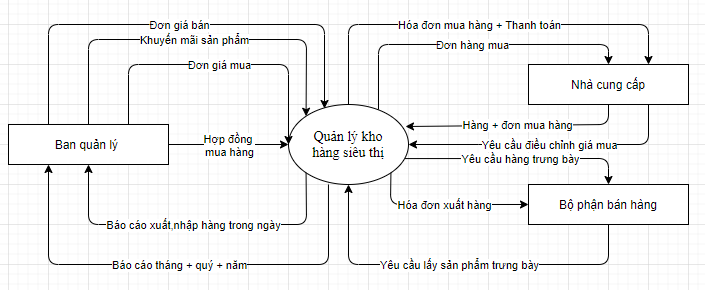 Đơn giá bán
Khuyến mãi sản phẩm
Đơn giá mua
Hóa đơn mua hàng + Thanh toán
Đơn hàng mua
Nhà cung cấp
Hàng + đơn mua hàng
Yêu cầu điều chỉnh giá mua
Ban quản lý
Hợp đồng
mua hàng
Quản lý kho
hàng siêu thị
Yêu cầu hàng trưng bày
Hóa đơn xuất hàng
Bộ phận bán hàng
Báo cáo xuất,nhập hàng trong ngày
Báo cáo tháng + quý + năm
Yêu cầu lấy sản phẩm trưng bày